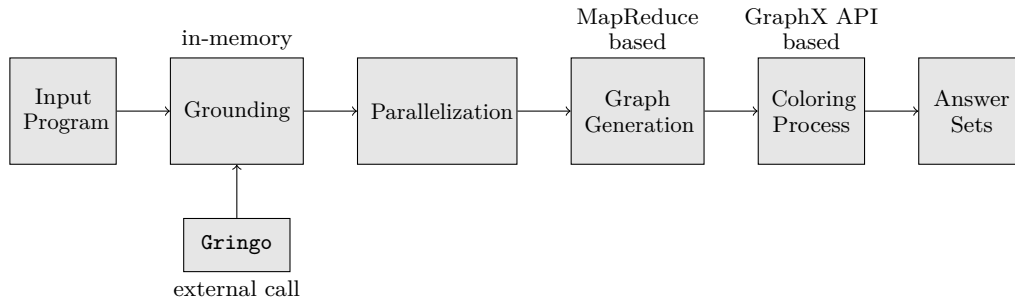 MapReduce
based
GraphX API
based
in-memory
Input
Program
Grounding
Parallelization
Graph
Generation
Coloring
Process
Answer
Sets
Gringo
external call